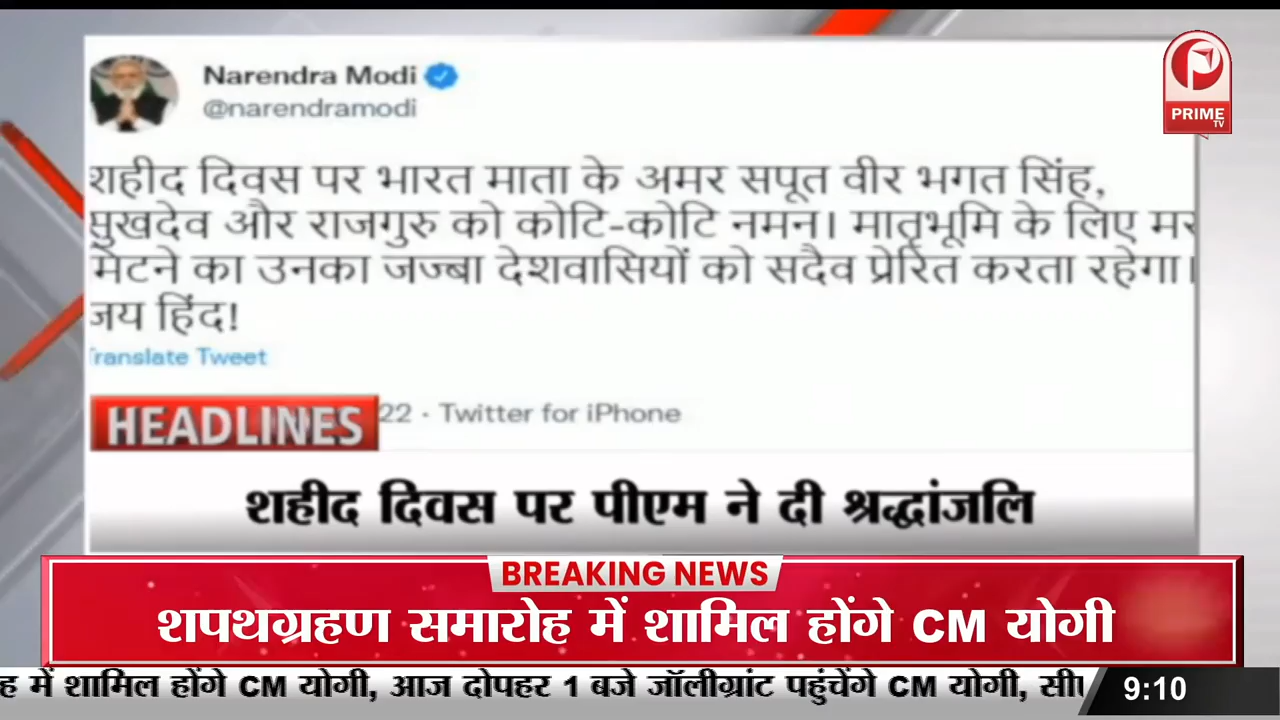 Narendra Modi
@narendramodi
PRIME
TV
शहीद दिवस पर भारत माता के अमर सपूत वीर भगत सिंह,
सुखदेव और राजगुरु को कोटि-कोटि नमन। मातृभूमि के लिए मर
मिटने का उनका जज्बा देशवासियों को सदैव प्रेरित करता रहेगा।
जय हिंद!
Translate Tweet
HEADLINES
22 · Twitter for iPhone
शहीद दिवस पर पीएम ने दी श्रद्धांजलि
BREAKING NEWS
शपथग्रहण समारोह में शामिल होंगे CM योगी
ह में शामिल होंगे CM योगी, आज दोपहर 1 बजे जॉलीग्रांट पहुंचेंगे CM योगी,
9:10